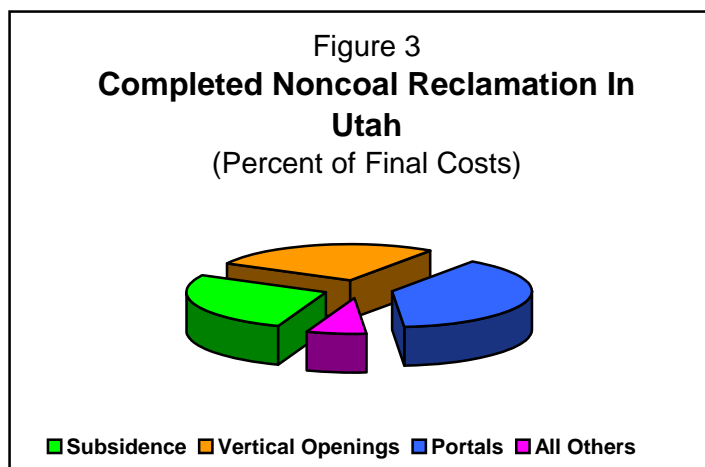 Figure 3
Completed Noncoal Reclamation In
Utah
(Percent of Final Costs)
Subsidence Vertical Openings Portals All Others